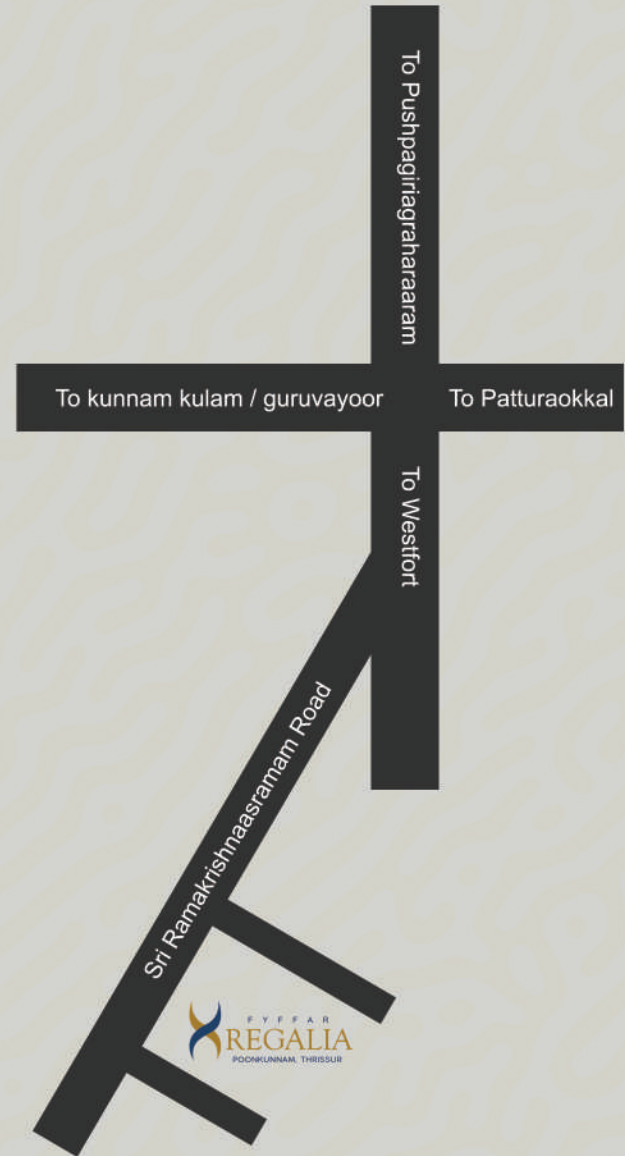 To Pushpagiriagraharaaram
To kunnam kulam / guruvayoor
To Patturaokkal
To Westfort
Sri Ramakrishnaasramam Road
FYFFAR
REGALIA
POONKUNNAM, THRISSUR